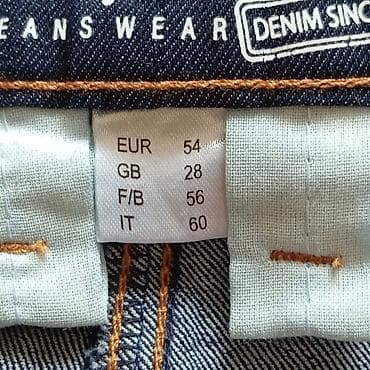 EANS WEAR
DENIM SINC
EUR 54
GB 28
F/B 56
IT 60